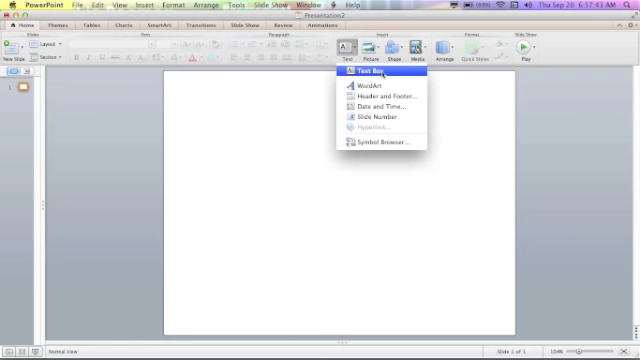 PowerPoint File Edit View Insert Format Arrange Tools Slide Show Window Thu Sep 20 6:57:43 AM
Presentation2
Home Themes Tables Charts SmartArt Transitions Slide Show Review Animations
Slides Font Paragraph Insert Format Slide Show
Layout
Section
New Slide Text Picture Shape Media Arrange Quick Styles Play
Text Box
WordArt
Header and Footer...
Date and Time...
Slide Number
Hyperlink...
Symbol Browser...
1
Normal View Slide 1 of 1 104%